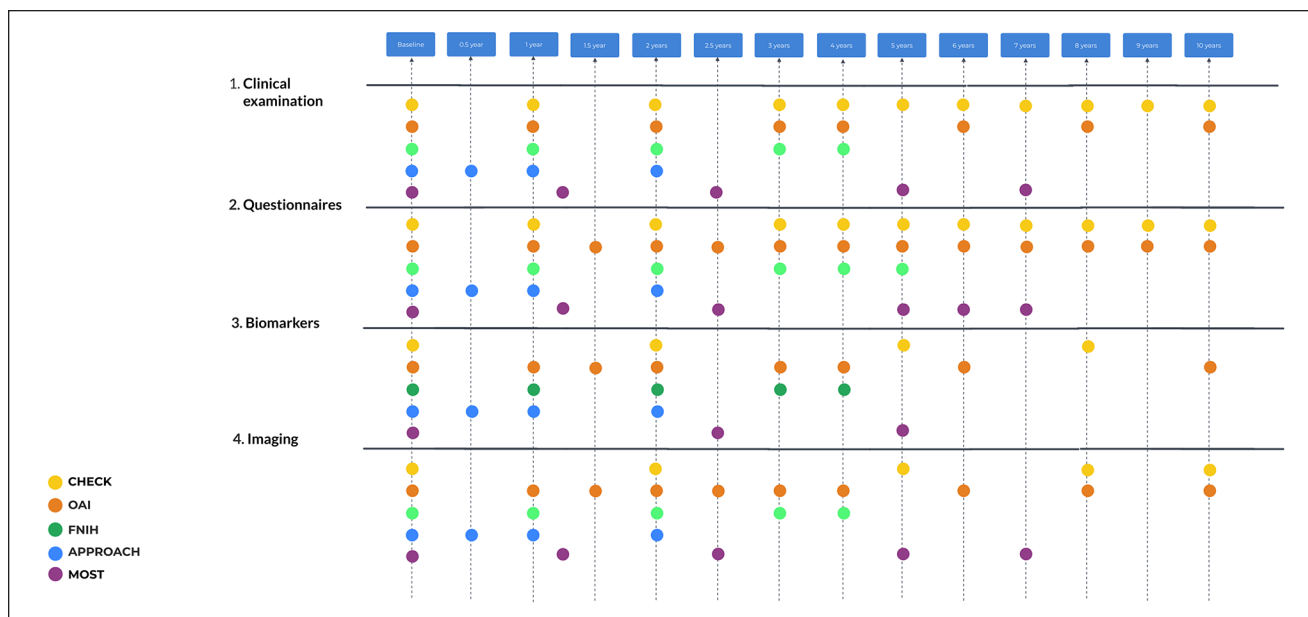 Baseline
0.5 year
1 year
1.5 year
2 years
2.5 years
3 years
4 years
5 years
6 years
7 years
8 years
9 years
10 years
1. Clinical
examination
2. Questionnaires
3. Biomarkers
4. Imaging
CHECK
OAI
FNIH
APPROACH
MOST